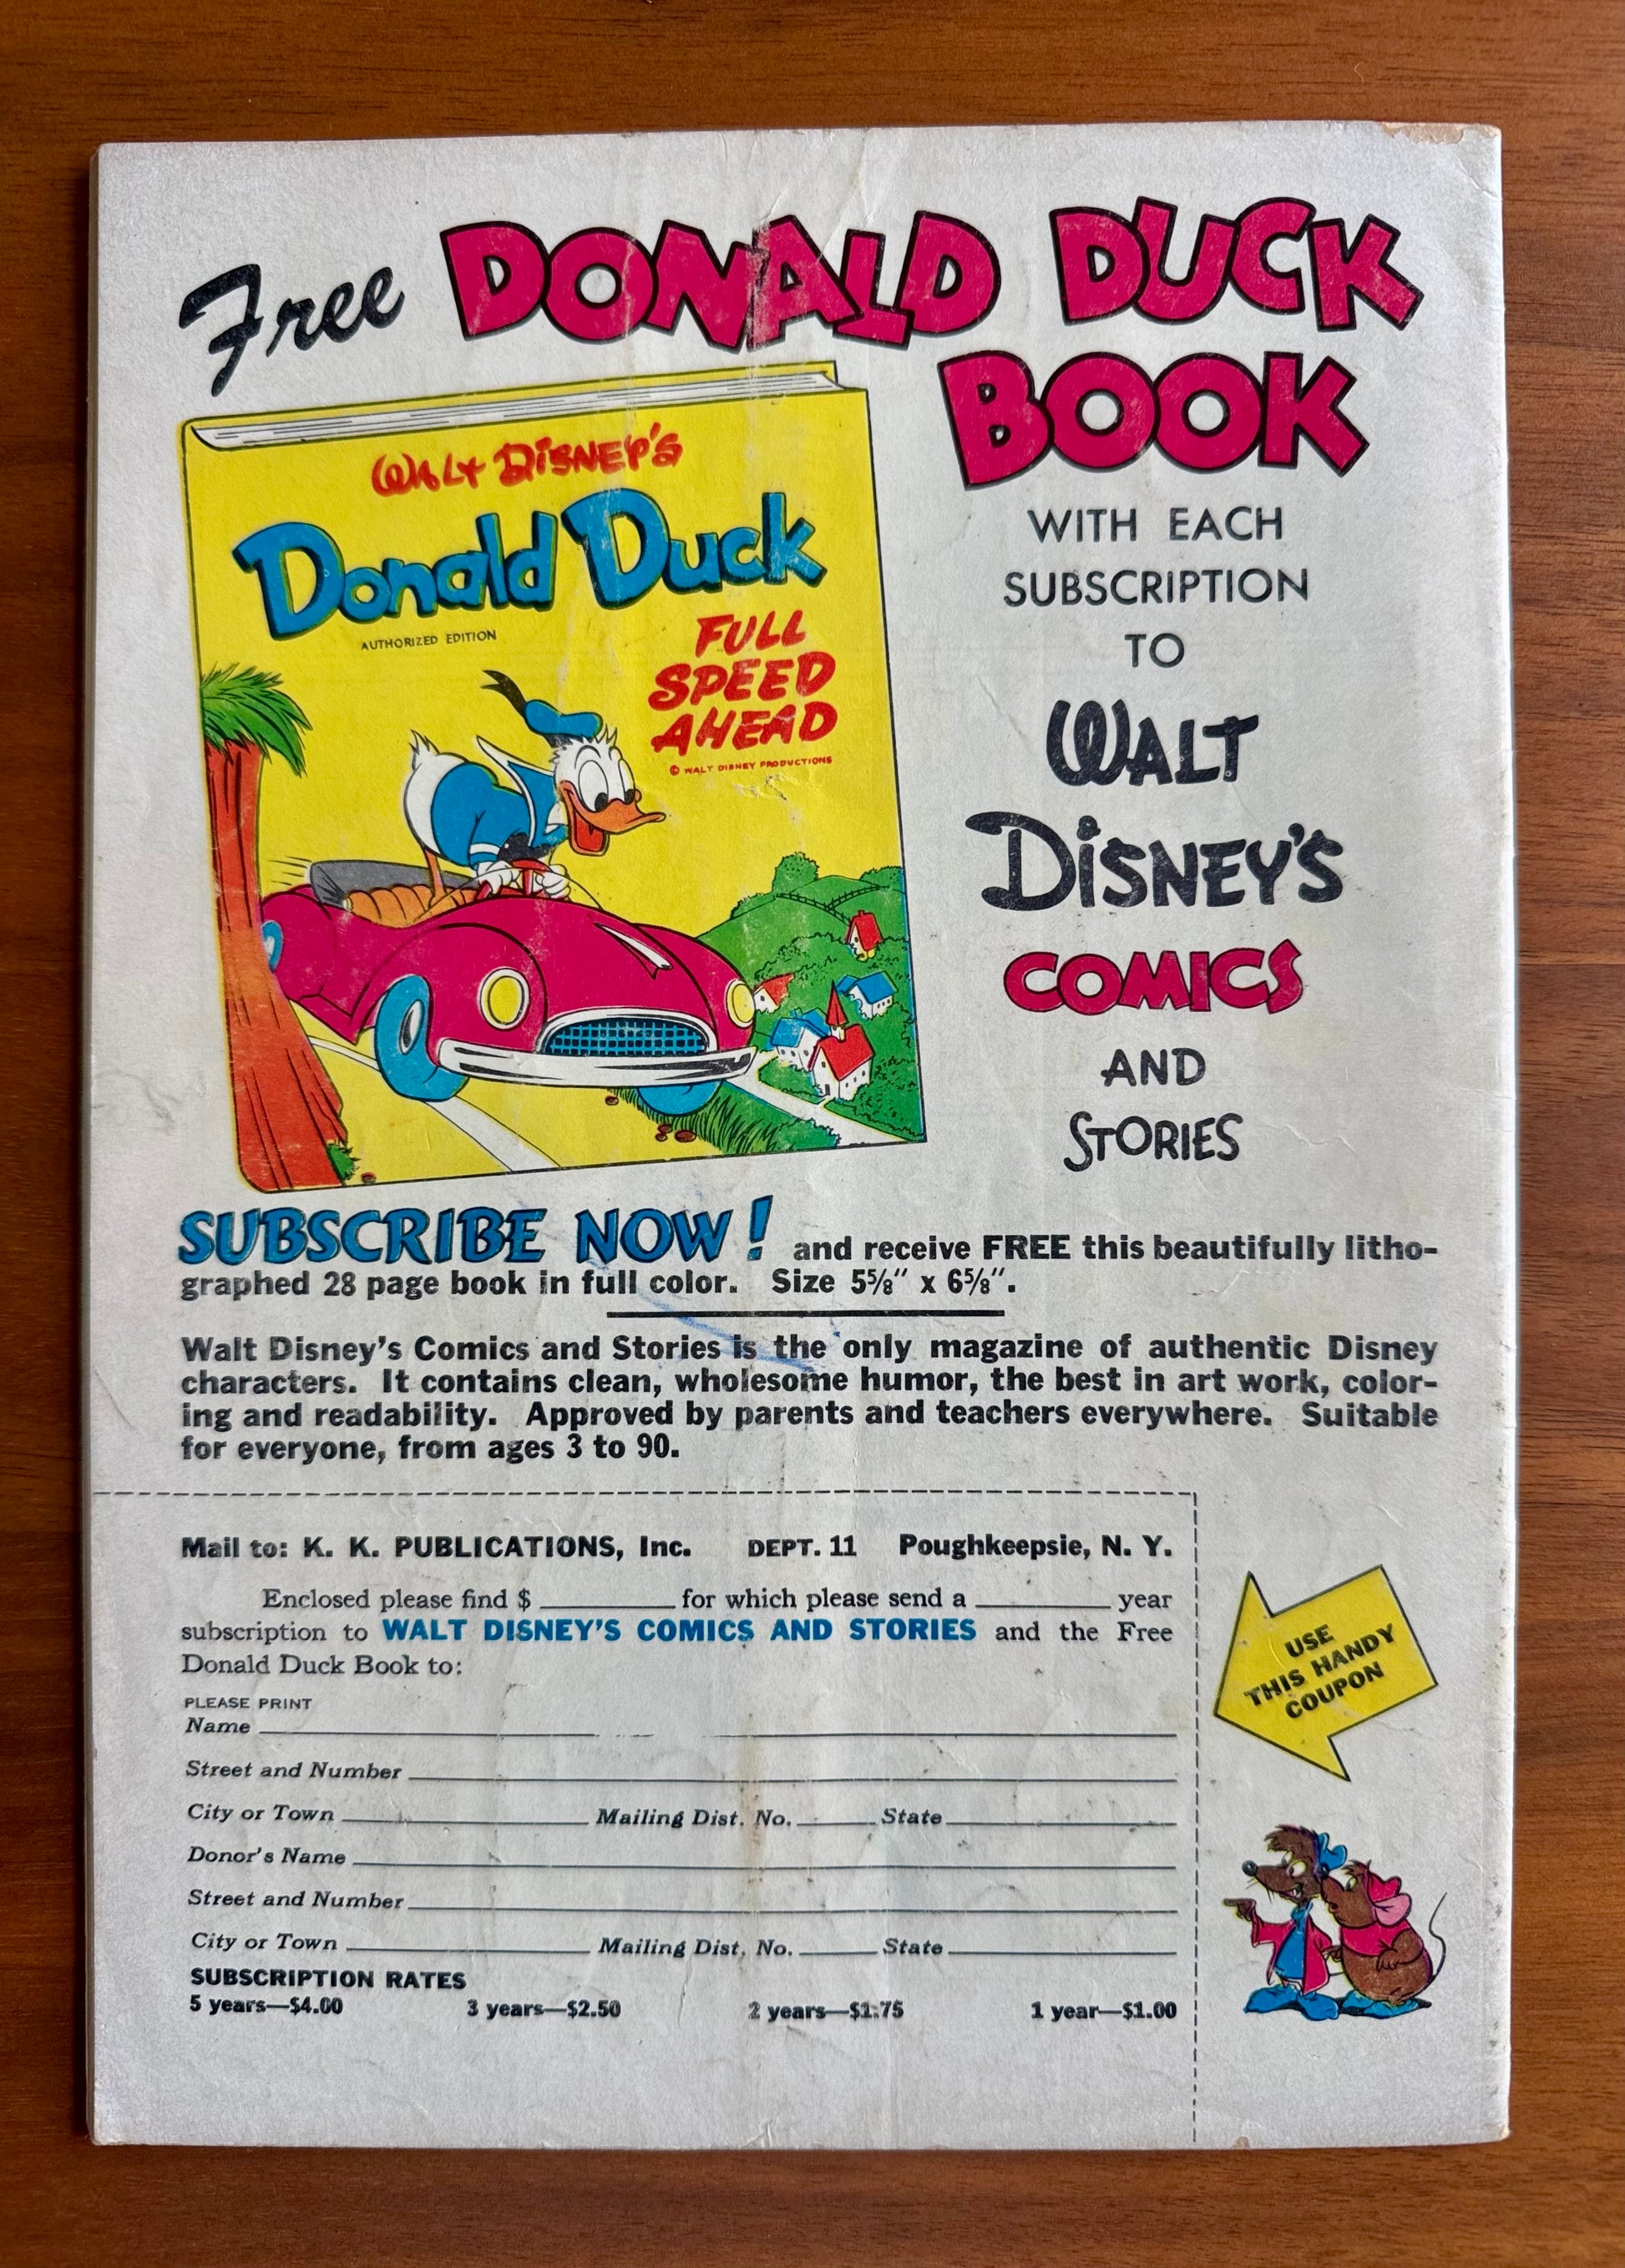 Free DONALD DUCK
BOOK
WALT DISNEY'S
Donald Duck
AUTHORIZED EDITION
FULL
SPEED
AHEAD
© WALT DISNEY PRODUCTIONS
WITH EACH
SUBSCRIPTION
TO
WALT
DISNEY'S
COMICS
AND
STORIES
SUBSCRIBE NOW! and receive FREE this beautifully litho-
graphed 28 page book in full color. Size 5⅝" x 6⅝".
Walt Disney's Comics and Stories is the only magazine of authentic Disney
characters. It contains clean, wholesome humor, the best in art work, color-
ing and readability. Approved by parents and teachers everywhere. Suitable
for everyone, from ages 3 to 90.
Mail to: K. K. PUBLICATIONS, Inc. DEPT. 11 Poughkeepsie, N. Y.
Enclosed please find $ ________ for which please send a ________ year
subscription to WALT DISNEY'S COMICS AND STORIES and the Free
Donald Duck Book to:
PLEASE PRINT
Name
Street and Number
City or Town ________ Mailing Dist. No. ________ State
Donor's Name
Street and Number
City or Town ________ Mailing Dist. No. ________ State
SUBSCRIPTION RATES
5 years—$4.00 3 years—$2.50 2 years—$1.75 1 year—$1.00
USE
THIS HANDY
COUPON